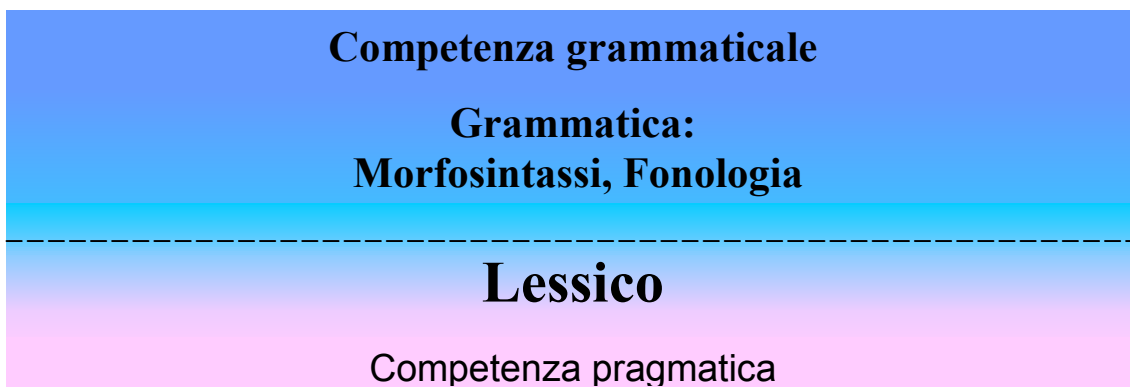 Competenza grammaticale
Grammatica:
Morfosintassi, Fonologia
Lessico
Competenza pragmatica